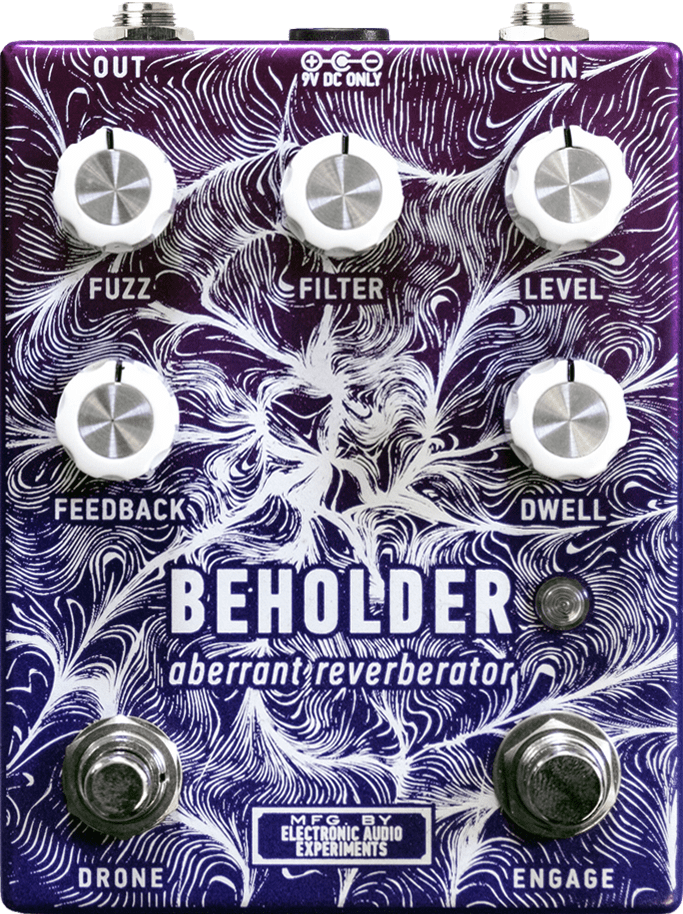 OUT
9V DC ONLY
IN
FUZZ
FILTER
LEVEL
FEEDBACK
DWELL
BEHOLDER
aberrant reverberator
MFG. BY
ELECTRONIC AUDIO
EXPERIMENTS
DRONE
ENGAGE